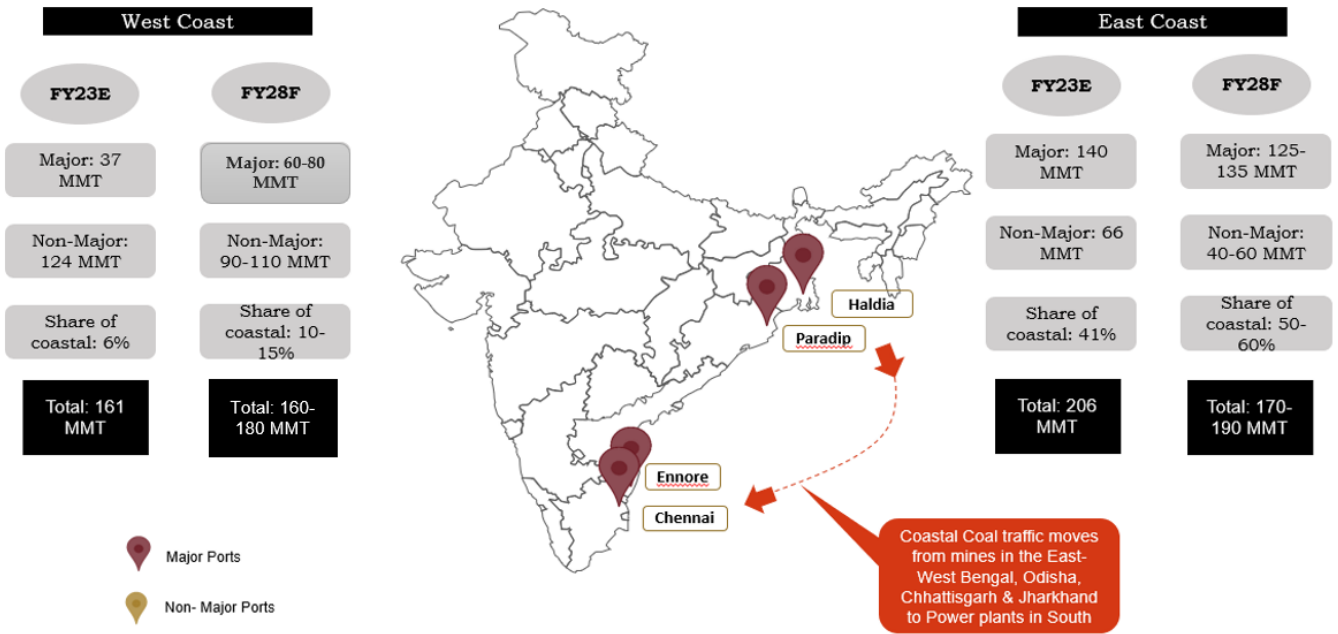 West Coast
FY23E
FY28F
Major: 37
MMT
Major: 60-80
MMT
Non-Major:
124 MMT
Non-Major:
90-110 MMT
Share of
coastal: 6%
Share of
coastal: 10-
15%
Total: 161
MMT
Total: 160-
180 MMT
Haldia
Paradip
Ennore
Chennai
Major Ports
Non- Major Ports
East Coast
FY23E
FY28F
Major: 140
MMT
Major: 125-
135 MMT
Non-Major: 66
MMT
Non-Major:
40-60 MMT
Share of
coastal: 41%
Share of
coastal: 50-
60%
Total: 206
MMT
Total: 170-
190 MMT
Coastal Coal traffic moves
from mines in the East-
West Bengal, Odisha,
Chhattisgarh & Jharkhand
to Power plants in South